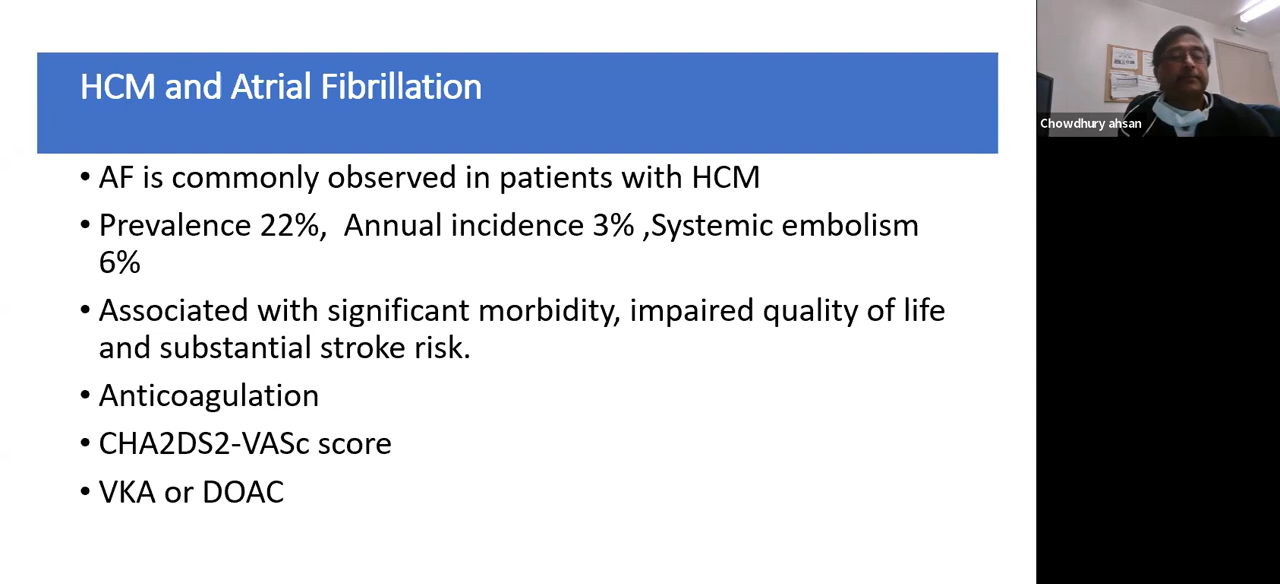 HCM and Atrial Fibrillation
• AF is commonly observed in patients with HCM
• Prevalence 22%,  Annual incidence 3% ,Systemic embolism
6%
• Associated with significant morbidity, impaired quality of life
and substantial stroke risk.
• Anticoagulation
• CHA2DS2-VASc score
• VKA or DOAC
Chowdhury ahsan